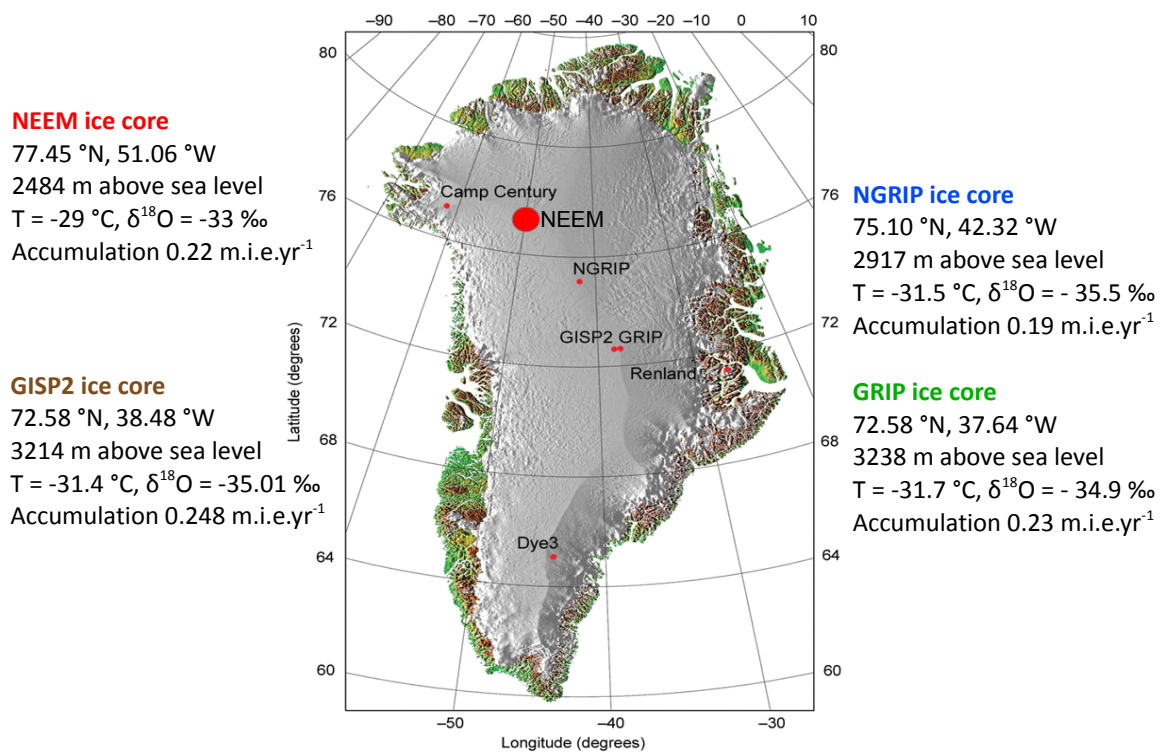 −90 −80 −70 −60 −50 −40 −30 −20 −10 0 10
80 80
NEEM ice core
77.45 °N, 51.06 °W
2484 m above sea level
T = -29 °C, δ¹⁸O = -33 ‰
Accumulation 0.22 m.i.e.yr⁻¹
76 76
Camp Century
NEEM
NGRIP ice core
75.10 °N, 42.32 °W
2917 m above sea level
T = -31.5 °C, δ¹⁸O = - 35.5 ‰
Accumulation 0.19 m.i.e.yr⁻¹
NGRIP
72 72
GISP2 GRIP
Renland
GISP2 ice core
72.58 °N, 38.48 °W
3214 m above sea level
T = -31.4 °C, δ¹⁸O = -35.01 ‰
Accumulation 0.248 m.i.e.yr⁻¹
Latitude (degrees)
GRIP ice core
72.58 °N, 37.64 °W
3238 m above sea level
T = -31.7 °C, δ¹⁸O = - 34.9 ‰
Accumulation 0.23 m.i.e.yr⁻¹
68 68
Dye3
64 64
60 60
−50 −40 −30
Longitude (degrees)